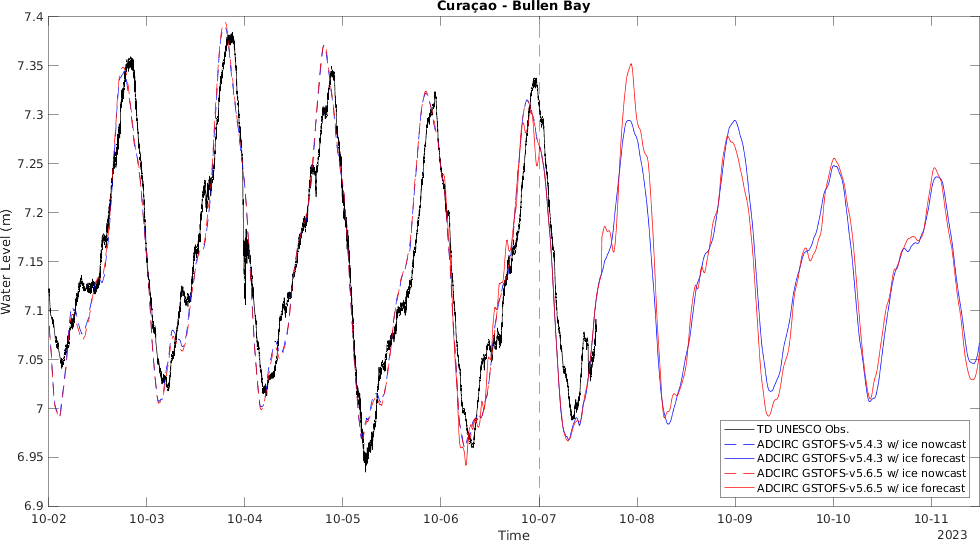 Curaçao - Bullen Bay
7.4
7.35
7.3
7.25
7.2
7.15
7.1
7.05
7
6.95
6.9
Water Level (m)
10-02 10-03 10-04 10-05 10-06 10-07 10-08 10-09 10-10 10-11
Time
2023
TD UNESCO Obs.
ADCIRC GSTOFS-v5.4.3 w/ ice nowcast
ADCIRC GSTOFS-v5.4.3 w/ ice forecast
ADCIRC GSTOFS-v5.6.5 w/ ice nowcast
ADCIRC GSTOFS-v5.6.5 w/ ice forecast